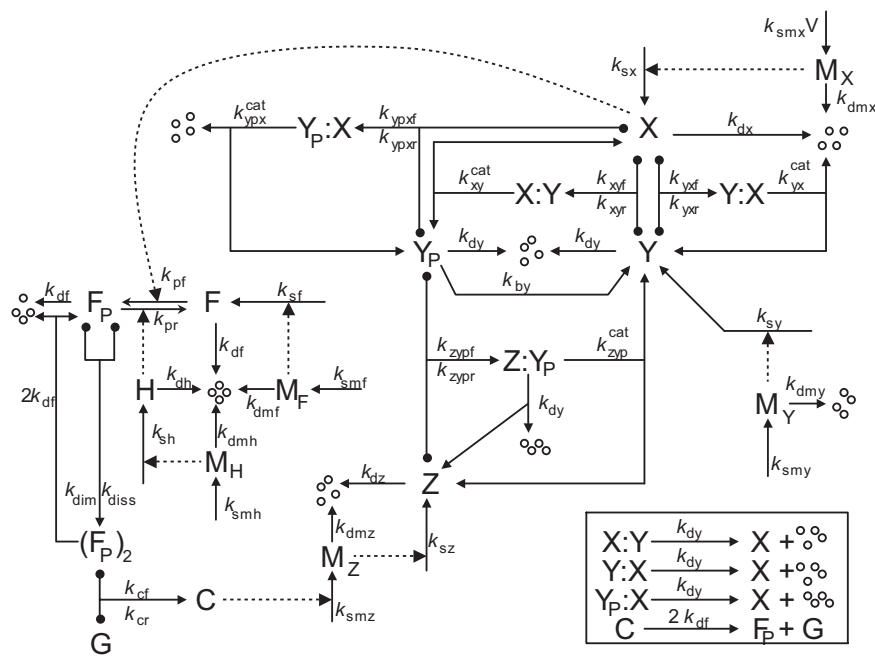 k_smx V
k_sx
M_X
k_dmx
k_ypx^cat
Y_P:X
k_ypxf
k_ypxr
X
k_dx
k_xy^cat
X:Y
k_xyf
k_xyr
k_yxf
k_yxr
Y:X
k_yx^cat
Y_P
k_dy
k_dy
Y
k_by
k_df
F_P
k_pf
k_pr
F
k_sf
k_sy
k_df
k_zypf
k_zypr
Z:Y_P
k_zyp^cat
2k_df
H
k_dh
k_dmf
M_F
k_smf
k_dy
M_Y
k_dmy
k_sh
k_dmh
M_H
k_smh
k_smy
k_dz
Z
k_dim
k_diss
k_dmz
(F_P)_2
M_Z
k_sz
X:Y k_dy X +
Y:X k_dy X +
Y_P:X k_dy X +
C 2 k_df F_P + G
k_cf
k_cr
C
k_smz
G